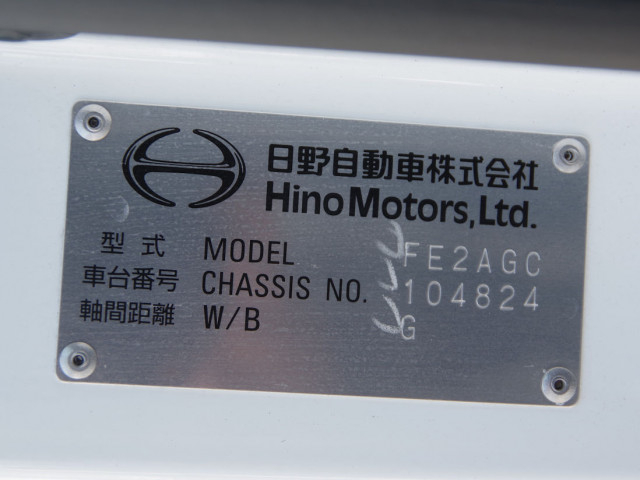 日野自動車株式会社
Hino Motors, Ltd.
型式 MODEL FE2AGC
車台番号 CHASSIS NO. 104824
軸間距離 W/B G